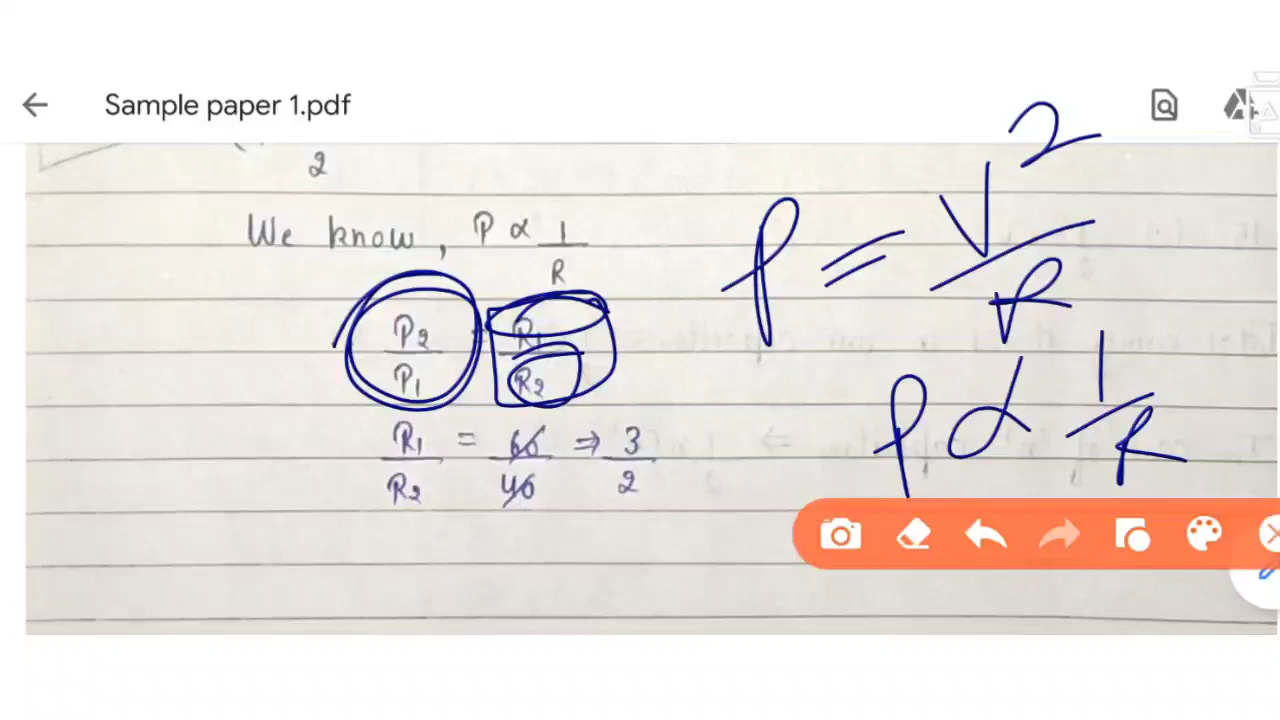 Sample paper 1.pdf
2
We know, P ∝ 1/R
P2/P1 = R1/R2
R1/R2 = 60/40 ⇒ 3/2
P = V²/R
P ∝ 1/R